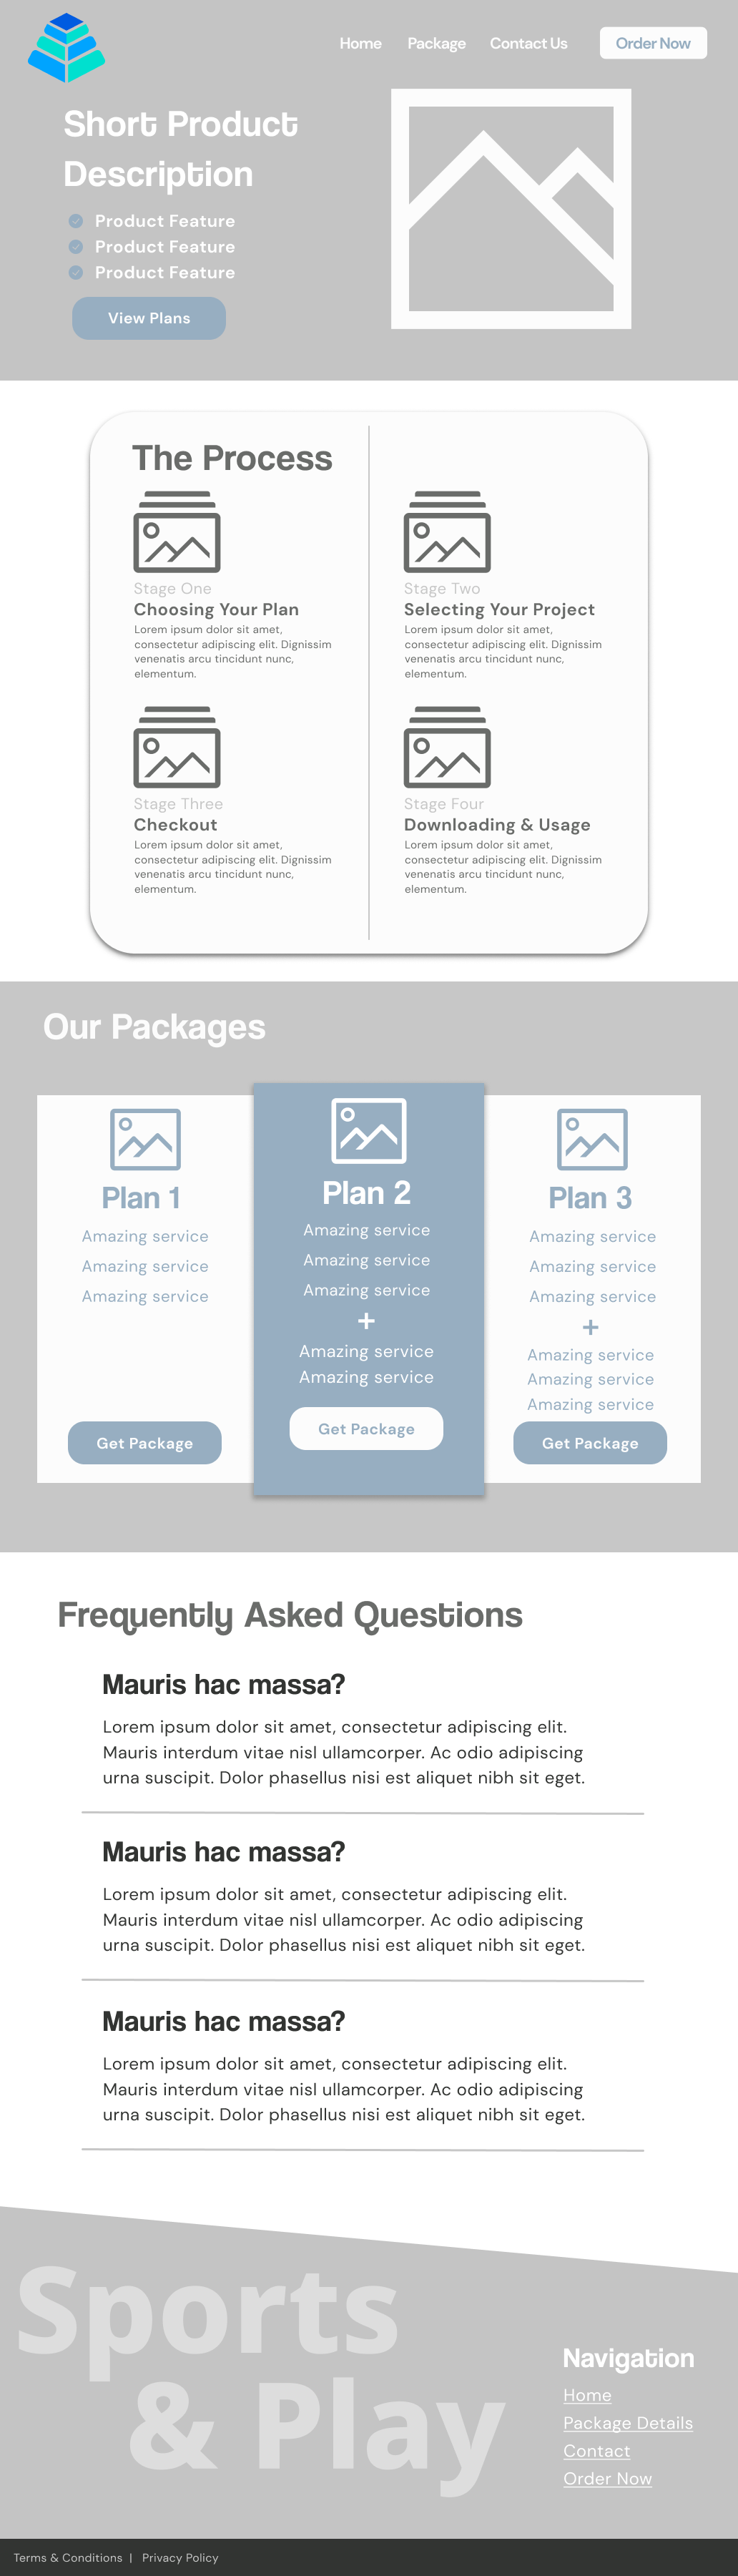 Home Package Contact Us Order Now
Short Product
Description
Product Feature
Product Feature
Product Feature
View Plans
The Process
Stage One
Choosing Your Plan
Lorem ipsum dolor sit amet,
consectetur adipiscing elit. Dignissim
venenatis arcu tincidunt nunc,
elementum.
Stage Two
Selecting Your Project
Lorem ipsum dolor sit amet,
consectetur adipiscing elit. Dignissim
venenatis arcu tincidunt nunc,
elementum.
Stage Three
Checkout
Lorem ipsum dolor sit amet,
consectetur adipiscing elit. Dignissim
venenatis arcu tincidunt nunc,
elementum.
Stage Four
Downloading & Usage
Lorem ipsum dolor sit amet,
consectetur adipiscing elit. Dignissim
venenatis arcu tincidunt nunc,
elementum.
Our Packages
Plan 1
Amazing service
Amazing service
Amazing service
Get Package
Plan 2
Amazing service
Amazing service
Amazing service
+
Amazing service
Amazing service
Get Package
Plan 3
Amazing service
Amazing service
Amazing service
+
Amazing service
Amazing service
Amazing service
Get Package
Frequently Asked Questions
Mauris hac massa?
Lorem ipsum dolor sit amet, consectetur adipiscing elit.
Mauris interdum vitae nisl ullamcorper. Ac odio adipiscing
urna suscipit. Dolor phasellus nisi est aliquet nibh sit eget.
Mauris hac massa?
Lorem ipsum dolor sit amet, consectetur adipiscing elit.
Mauris interdum vitae nisl ullamcorper. Ac odio adipiscing
urna suscipit. Dolor phasellus nisi est aliquet nibh sit eget.
Mauris hac massa?
Lorem ipsum dolor sit amet, consectetur adipiscing elit.
Mauris interdum vitae nisl ullamcorper. Ac odio adipiscing
urna suscipit. Dolor phasellus nisi est aliquet nibh sit eget.
Sports
& Play
Navigation
Home
Package Details
Contact
Order Now
Terms & Conditions | Privacy Policy